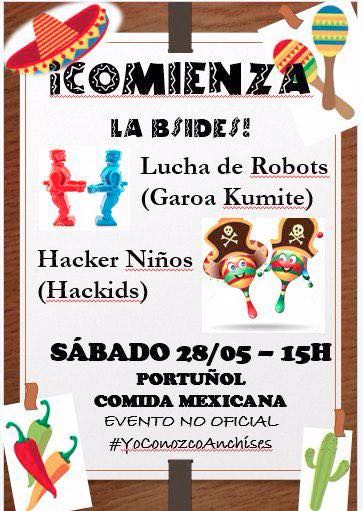 ¡COMIENZA
LA BSIDES!
Lucha de Robots
(Garoa Kumite)
Hacker Niños
(Hackids)
SÁBADO 28/05 – 15H
PORTUÑOL
COMIDA MEXICANA
EVENTO NO OFICIAL
#YoConozcoAnchises